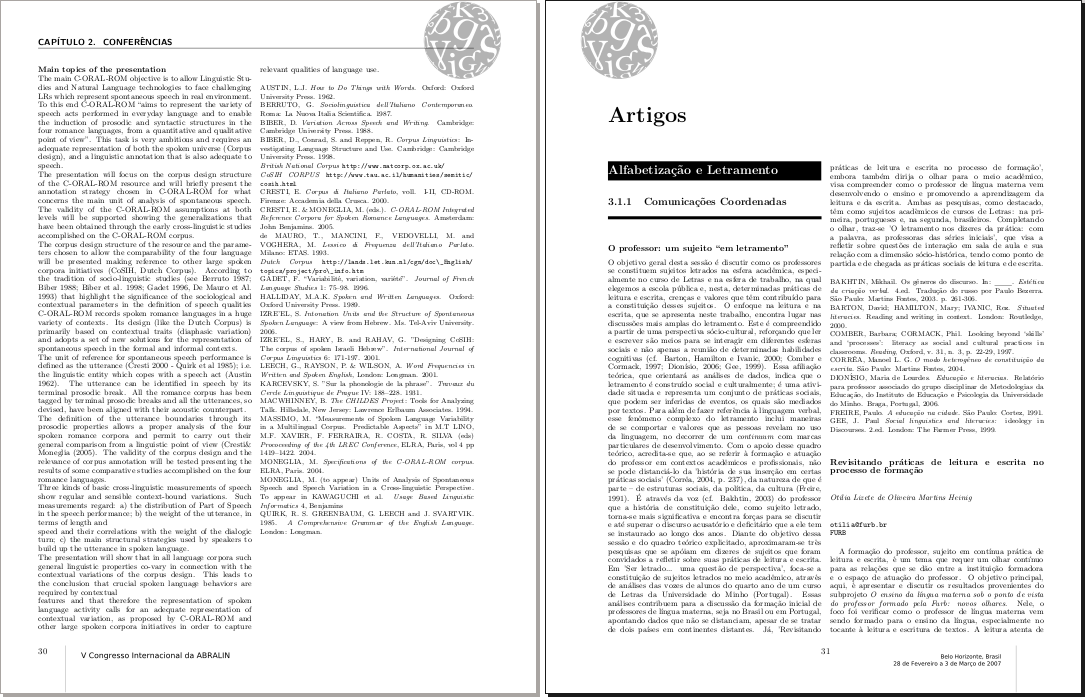 CAPÍTULO 2. CONFERÊNCIAS
Main topics of the presentation
The main C-ORAL-ROM objective is to allow Linguistic Stu-
dies and Natural Language technologies to face challenging
LRs which represent spontaneous speech in real environment.
To this end C-ORAL-ROM "aims to represent the variety of
speech acts performed in everyday language and to enable
the induction of prosodic and syntactic structures in the
four romance languages, from a quantitative and qualitative
point of view". This task is very ambitious and requires an
adequate representation of both the spoken universe (Corpus
design), and a linguistic annotation that is also adequate to
speech.
The presentation will focus on the corpus design structure
of the C-ORAL-ROM resource and will briefly present the
annotation strategy chosen in C-ORAL-ROM for what
concerns the main unit of analysis of spontaneous speech.
The validity of the C-ORAL-ROM assumptions at both
levels will be supported showing the generalizations that
have been obtained through the early cross-linguistic studies
accomplished on the C-ORAL-ROM corpus.
The corpus design structure of the resource and the parame-
ters chosen to allow the comparability of the four language
will be presented making reference to other large spoken
corpora initiatives (CoSIH, Dutch Corpus). According to
the tradition of socio-linguistic studies (see Berruto 1987;
Biber 1988; Biber et al. 1998; Gadet 1996, De Mauro et Al.
1993) that highlight the significance of the sociological and
contextual parameters in the definition of speech qualities
C-ORAL-ROM records spoken romance languages in a huge
variety of contexts. Its design (like the Dutch Corpus) is
primarily based on contextual traits (diaphasic variation)
and adopts a set of new solutions for the representation of
spontaneous speech in the formal and informal contexts.
The unit of reference for spontaneous speech performance is
defined as the utterance (Cresti 2000 - Quirk et al 1985); i.e.
the linguistic entity which copes with a speech act (Austin
1962). The utterance can be identified in speech by its
terminal prosodic break. All the romance corpus has been
tagged by terminal prosodic breaks and all the utterances, so
devised, have been aligned with their acoustic counterpart.
The definition of the utterance boundaries through its
prosodic properties allows a proper analysis of the four
spoken romance corpora and permit to carry out their
general comparison from a linguistic point of view (Cresti&
Moneglia (2005). The validity of the corpus design and the
relevance of corpus annotation will be tested presenting the
results of some comparative studies accomplished on the four
romance languages.
Three kinds of basic cross-linguistic measurements of speech
show regular and sensible context-bound variations. Such
measurements regard: a) the distribution of Part of Speech
in the speech performance; b) the weight of the utterance, in
terms of length and
speed and their correlations with the weight of the dialogic
turn; c) the main structural strategies used by speakers to
build up the utterance in spoken language.
The presentation will show that in all language corpora such
general linguistic properties co-vary in connection with the
contextual variations of the corpus design. This leads to
the conclusion that crucial spoken language behaviors are
required by contextual
features and that therefore the representation of spoken
language activity calls for an adequate representation of
contextual variation, as proposed by C-ORAL-ROM and
other large spoken corpora initiatives in order to capture
relevant qualities of language use.
AUSTIN, L.J. How to Do Things with Words. Oxford: Oxford
University Press. 1962.
BERRUTO, G. Sociolinguistica dell'Italiano Contemporaneo.
Roma: La Nuova Italia Scientifica. 1987.
BIBER, D. Variation Across Speech and Writing. Cambridge:
Cambridge University Press. 1988.
BIBER, D., Conrad, S. and Reppen, R. Corpus Linguistics: In-
vestigating Language Structure and Use. Cambridge: Cambridge
University Press. 1998.
British National Corpus http://www.natcorp.ox.ac.uk/
CoSIH CORPUS http://www.tau.ac.il/humanities/semitic/
cosih.html
CRESTI, E. Corpus di Italiano Parlato, voll. I-II, CD-ROM.
Firenze: Accademia della Crusca. 2000.
CRESTI, E. & MONEGLIA, M. (eds.). C-ORAL-ROM Integrated
Reference Corpora for Spoken Romance Languages. Amsterdam:
John Benjamins. 2005.
de MAURO, T., MANCINI, F., VEDOVELLI, M. and
VOGHERA, M. Lessico di Frequenza dell'Italiano Parlato.
Milano: ETAS. 1993.
Dutch Corpus http://lands.let.kun.nl/cgn/doc\_English/
topics/project/pro\_info.htm
GADET, F. "Variabilité, variation, variété". Journal of French
Language Studies 1: 75-98. 1996.
HALLIDAY, M.A.K. Spoken and Written Languages. Oxford:
Oxford University Press. 1989.
IZRE'EL, S. Intonation Units and the Structure of Spontaneous
Spoken Language: A view from Hebrew. Ms. Tel-Aviv University.
2006.
IZRE'EL, S., HARY, B. and RAHAV, G. "Designing CoSIH:
The corpus of spoken Israeli Hebrew". International Journal of
Corpus Linguistics 6: 171-197. 2001.
LEECH, G., RAYSON, P. & WILSON, A. Word Frequencies in
Written and Spoken English, London: Longman. 2001.
KARCEVSKY, S. "Sur la phonologie de la phrase". Travaux du
Cercle Linguistique de Prague IV: 188–228. 1931.
MACWHINNEY, B. The CHILDES Project: Tools for Analyzing
Talk. Hillsdale, New Jersey: Lawrence Erlbaum Associates. 1994.
MASSIMO, M. "Measurements of Spoken Language Variability
in a Multilingual Corpus. Predictable Aspects" in M.T LINO,
M.F. XAVIER, F. FERRAIRA, R. COSTA, R. SILVA (eds)
Proceeding of the 4th LREC Conference, ELRA, Paris, vol 4 pp
1419–1422. 2004.
MONEGLIA, M. Specifications of the C-ORAL-ROM corpus.
ELRA, Paris. 2004.
MONEGLIA, M. (to appear) Units of Analysis of Spontaneous
Speech and Speech Variation in a Cross-linguistic Perspective.
To appear in KAWAGUCHI et al. Usage Based Linguistic
Informatics 4, Benjamins
QUIRK, R. S. GREENBAUM, G. LEECH and J. SVARTVIK.
1985. A Comprehensive Grammar of the English Language.
London: Longman.
30
V Congresso Internacional da ABRALIN
Artigos
Alfabetização e Letramento
3.1.1 Comunicações Coordenadas
O professor: um sujeito "em letramento"
O objetivo geral desta sessão é discutir como os professores
se constituem sujeitos letrados na esfera acadêmica, especi-
almente no curso de Letras e na esfera de trabalho, na qual
elegemos a escola pública e, nesta, determinadas práticas de
leitura e escrita, crenças e valores que têm contribuído para
a constituição desses sujeitos. O enfoque na leitura e na
escrita, que se apresenta neste trabalho, encontra lugar nas
discussões mais amplas do letramento. Este é compreendido
a partir de uma perspectiva sócio-cultural, reforçando que ler
e escrever são meios para se interagir em diferentes esferas
sociais e não apenas a reunião de determinadas habilidades
cognitivas (cf. Barton, Hamilton e Ivanic, 2000; Comber e
Cormack, 1997; Dionísio, 2006; Gee, 1999). Essa afiliação
teórica, que orientará as análises de dados, indica que o
letramento é construído social e culturalmente; é uma ativi-
dade situada e representa um conjunto de práticas sociais,
que podem ser inferidas de eventos, os quais são mediados
por textos. Para além de fazer referência à linguagem verbal,
esse fenômeno complexo do letramento inclui maneiras
de se comportar e valores que as pessoas revelam no uso
da linguagem, no decorrer de um continuum com marcas
particulares de desenvolvimento. Com o apoio desse quadro
teórico, acredita-se que, ao se referir à formação e atuação
do professor em contextos acadêmicos e profissionais, não
se pode distanciá-lo da 'história de sua inserção em certas
práticas sociais' (Corrêa, 2004, p. 237), da natureza de que é
parte – de estruturas sociais, da política, da cultura (Freire,
1991). É através da voz (cf. Bakhtin, 2003) do professor
que a história de constituição dele, como sujeito letrado,
torna-se mais significativa e encontra forças para se discutir
e até superar o discurso acusatório e deficitário que a ele tem
se instaurado ao longo dos anos. Diante do objetivo dessa
sessão e do quadro teórico explicitado, aproximaram-se três
pesquisas que se apóiam em dizeres de sujeitos que foram
convidados a refletir sobre suas práticas de leitura e escrita.
Em 'Ser letrado... uma questão de perspectiva', foca-se a
constituição de sujeitos letrados no meio acadêmico, através
de análises das vozes de alunos do quarto ano de um curso
de Letras da Universidade do Minho (Portugal). Essas
análises contribuem para a discussão da formação inicial de
professores de língua materna, seja no Brasil ou em Portugal,
apontando dados que não se distanciam, apesar de se tratar
de dois países em continentes distantes. Já, 'Revisitando
práticas de leitura e escrita no processo de formação',
embora também dirija o olhar para o meio acadêmico,
visa compreender como o professor de língua materna vem
desenvolvendo o ensino e promovendo a aprendizagem da
leitura e da escrita. Ambas as pesquisas, como destacado,
têm como sujeitos acadêmicos de cursos de Letras: na pri-
meira, portugueses e, na segunda, brasileiros. Completando
o olhar, traz-se 'O letramento nos dizeres da prática: com
a palavra, as professoras das séries iniciais', que visa a
refletir sobre questões de interação em sala de aula e sua
relação com a dimensão sócio-histórica, tendo como ponto de
partida e de chegada as práticas sociais de leitura e de escrita.
BAKHTIN, Mikhail. Os gêneros do discurso. In: ____. Estética
da criação verbal. 4.ed. Tradução do russo por Paulo Bezerra.
São Paulo: Martins Fontes, 2003. p. 261-306.
BARTON, David; HAMILTON, Mary; IVANIC, Roz. Situated
literacies. Reading and writing in context. London: Routledge,
2000.
COMBER, Barbara; CORMACK, Phil. Looking beyond 'skills'
and 'processes': literacy as social and cultural practices in
classrooms. Reading, Oxford, v. 31, n. 3, p. 22-29, 1997.
CORRÊA, Manoel L. G. O modo heterogêneo de constituição da
escrita. São Paulo: Martins Fontes, 2004.
DIONÍSIO, Maria de Lourdes. Educação e literacias. Relatório
para professor associado do grupo disciplinar de Metodologias da
Educação, do Instituto de Educação e Psicologia da Universidade
do Minho. Braga, Portugal, 2006.
FREIRE, Paulo. A educação na cidade. São Paulo: Cortez, 1991.
GEE, J. Paul Social linguistics and literacies: ideology in
Discourses. 2.ed. London: The Farmer Press, 1999.
Revisitando práticas de leitura e escrita no
processo de formação
Otília Lizete de Oliveira Martins Heinig
otilia@furb.br
FURB
A formação do professor, sujeito em contínua prática de
leitura e escrita, é um tema que requer um olhar contínuo
para as relações que se dão entre a instituição formadora
e o espaço de atuação do professor. O objetivo principal,
aqui, é apresentar e discutir os resultados provenientes do
subprojeto O ensino da língua materna sob o ponto de vista
do professor formado pela Furb: novos olhares. Nele, o
foco foi verificar como o professor de língua materna vem
sendo formado para o ensino da língua, especialmente no
tocante à leitura e escritura de textos. A leitura atenta de
31
Belo Horizonte, Brasil
28 de Fevereiro a 3 de Março de 2007